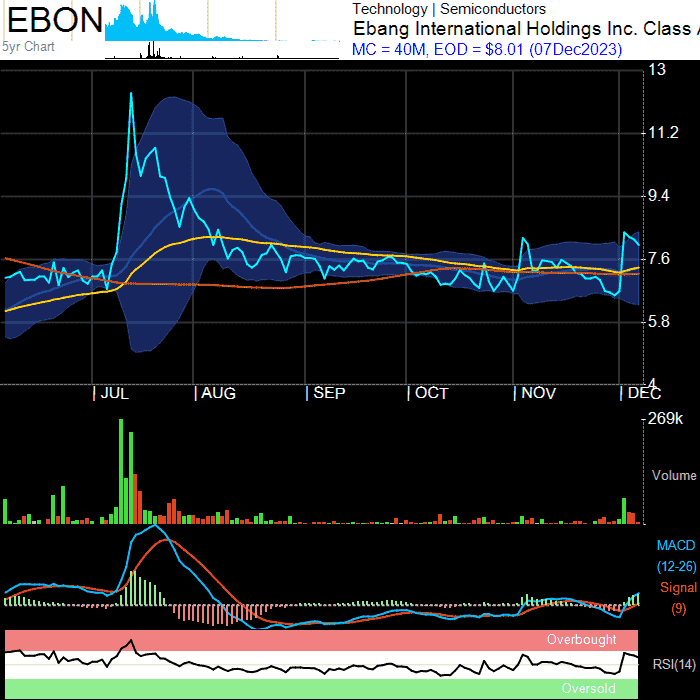 EBON
5yr Chart
Technology | Semiconductors
Ebang International Holdings Inc. Class A
MC = 40M, EOD = $8.01 (07Dec2023)
13
11.2
9.4
7.6
5.8
4
| JUL | AUG | SEP | OCT | NOV | DEC
269k
Volume
MACD
(12-26)
Signal
(9)
Overbought
RSI(14)
Oversold